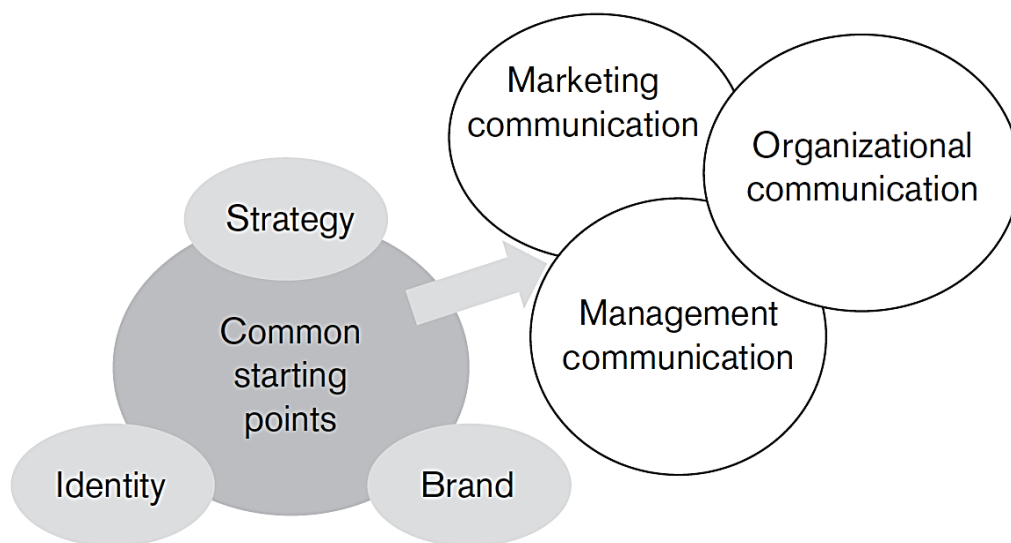 Marketing
communication
Organizational
communication
Strategy
Common
starting
points
Management
communication
Identity
Brand